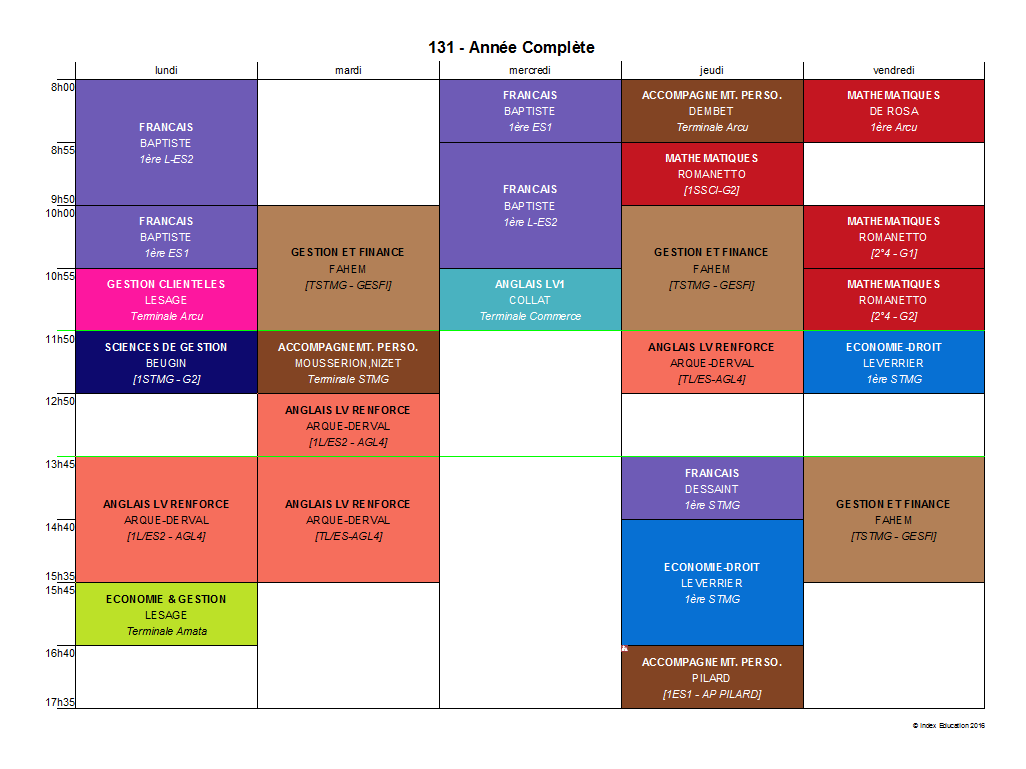 131 - Année Complète
lundi
mardi
mercredi
jeudi
vendredi
8h00
8h55
9h50
10h00
10h55
11h50
12h50
13h45
14h40
15h35
15h45
16h40
17h35
FRANCAIS
BAPTISTE
1ère L-ES2
FRANCAIS
BAPTISTE
1ère ES1
GESTION CLIENTELES
LESAGE
Terminale Arcu
SCIENCES DE GESTION
BEUGIN
[1STMG - G2]
ANGLAIS LV RENFORCE
ARQUE-DERVAL
[1L/ES2 - AGL4]
ECONOMIE & GESTION
LESAGE
Terminale Amata
GESTION ET FINANCE
FAHEM
[TSTMG - GESFI]
ACCOMPAGNEMT. PERSO.
MOUSSERION,NIZET
Terminale STMG
ANGLAIS LV RENFORCE
ARQUE-DERVAL
[1L/ES2 - AGL4]
ANGLAIS LV RENFORCE
ARQUE-DERVAL
[TL/ES-AGL4]
FRANCAIS
BAPTISTE
1ère ES1
FRANCAIS
BAPTISTE
1ère L-ES2
ANGLAIS LV1
COLLAT
Terminale Commerce
ACCOMPAGNEMT. PERSO.
DEMBET
Terminale Arcu
MATHEMATIQUES
ROMANETTO
[1SSCI-G2]
GESTION ET FINANCE
FAHEM
[TSTMG - GESFI]
ANGLAIS LV RENFORCE
ARQUE-DERVAL
[TL/ES-AGL4]
FRANCAIS
DESSAINT
1ère STMG
ECONOMIE-DROIT
LEVERRIER
1ère STMG
ACCOMPAGNEMT. PERSO.
PILARD
[1ES1 - AP PILARD]
MATHEMATIQUES
DE ROSA
1ère Arcu
MATHEMATIQUES
ROMANETTO
[2°4 - G1]
MATHEMATIQUES
ROMANETTO
[2°4 - G2]
ECONOMIE-DROIT
LEVERRIER
1ère STMG
GESTION ET FINANCE
FAHEM
[TSTMG - GESFI]
© Index Education 2016